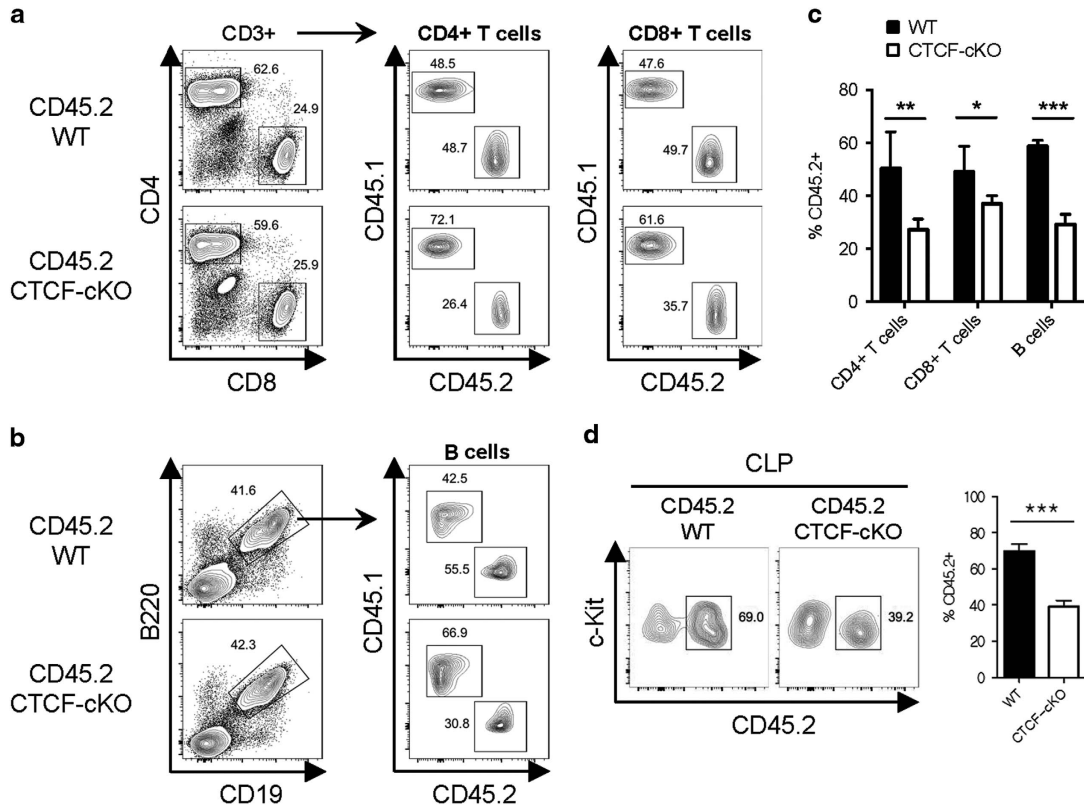 a
CD3+
CD4+ T cells
CD8+ T cells
CD45.2
WT
CD45.2
CTCF-cKO
62.6
24.9
59.6
25.9
CD4
CD8
48.5
48.7
72.1
26.4
CD45.1
CD45.1
CD45.2
47.6
49.7
61.6
35.7
CD45.1
CD45.1
CD45.2
c
WT
CTCF-cKO
% CD45.2+
80
60
40
20
0
**
*
***
CD4+ T cells
CD8+ T cells
B cells
b
B cells
CD45.2
WT
CD45.2
CTCF-cKO
41.6
42.3
B220
CD19
42.5
55.5
66.9
30.8
CD45.1
CD45.2
d
CLP
CD45.2
WT
CD45.2
CTCF-cKO
69.0
39.2
c-Kit
CD45.2
% CD45.2+
100
80
60
40
20
0
***
WT
CTCF-cKO